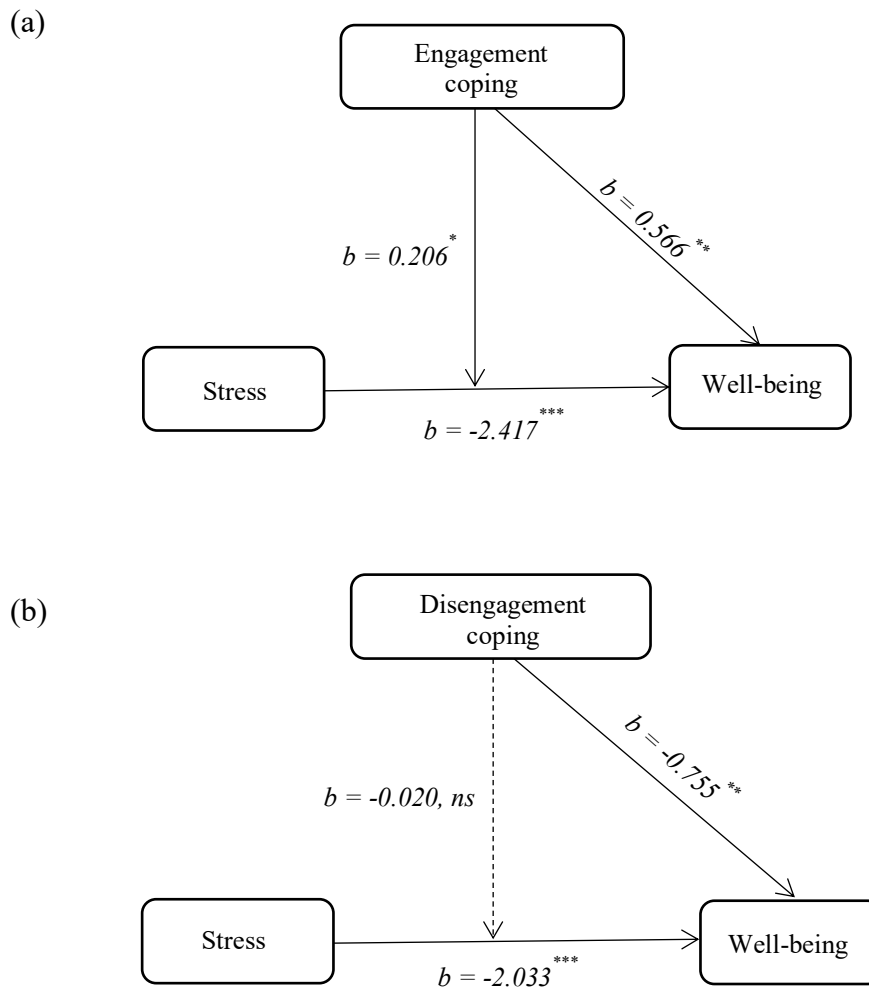 (a)
Engagement
coping
b = 0.566 **
b = 0.206*
Stress
Well-being
b = -2.417***
(b)
Disengagement
coping
b = -0.755 **
b = -0.020, ns
Stress
Well-being
b = -2.033***